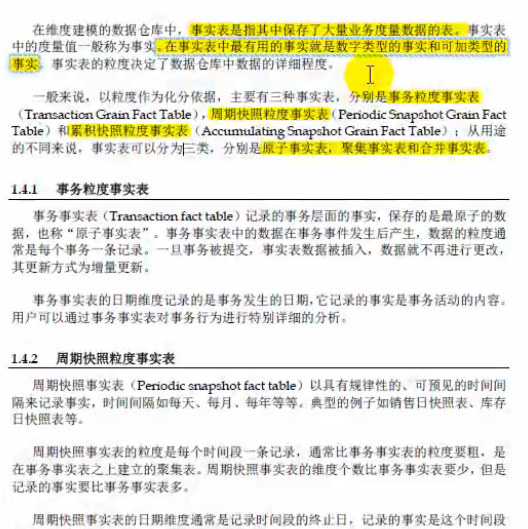 在维度建模的数据仓库中，事实表是指其中保存了大量业务度量数据的表。事实表
中的度量值一般称为事实。在事实表中最有用的事实就是数字类型的事实和可加类型的
事实。事实表的粒度决定了数据仓库中数据的详细程度。
一般来说，以粒度作为化分依据，主要有三种事实表，分别是事务粒度事实表
（Transaction Grain Fact Table），周期快照粒度事实表（Periodic Snapshot Grain Fact
Table）和累积快照粒度事实表（Accumulating Snapshot Grain Fact Table）；从用途
的不同来说，事实表可以分为三类，分别是原子事实表，聚集事实表和合并事实表。
1.4.1 事务粒度事实表
事务事实表（Transaction fact table）记录的事务层面的事实，保存的是最原子的数
据，也称“原子事实表”。事务事实表中的数据在事务事件发生后产生，数据的粒度通
常是每个事务一条记录。一旦事务被提交，事实表数据被插入，数据就不再进行更改，
其更新方式为增量更新。
事务事实表的日期维度记录的是事务发生的日期，它记录的事实是事务活动的内容。
用户可以通过事务事实表对事务行为进行特别详细的分析。
1.4.2 周期快照粒度事实表
周期快照事实表（Periodic snapshot fact table）以具有规律性的、可预见的时间间
隔来记录事实，时间间隔如每天、每月、每年等等。典型的例子如销售日快照表、库存
日快照表等。
周期快照事实表的粒度是每个时间段一条记录，通常比事务事实表的粒度要粗，是
在事务事实表之上建立的聚集表。周期快照事实表的维度个数比事务事实表要少，但是
记录的事实要比事务事实表多。
周期快照事实表的日期维度通常是记录时间段的终止日，记录的事实是这个时间段